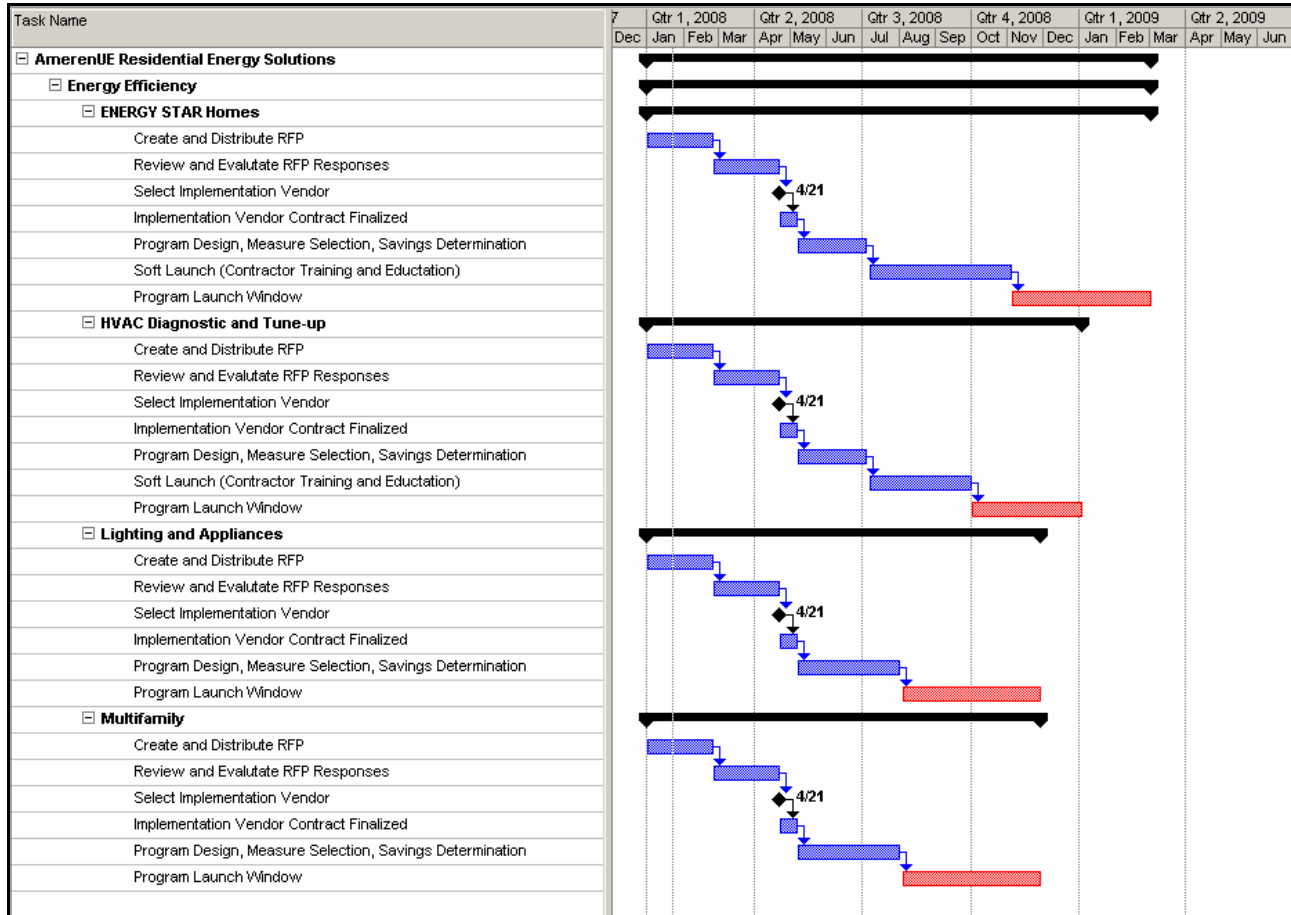 Task Name
7 Qtr 1, 2008 Qtr 2, 2008 Qtr 3, 2008 Qtr 4, 2008 Qtr 1, 2009 Qtr 2, 2009
Dec Jan Feb Mar Apr May Jun Jul Aug Sep Oct Nov Dec Jan Feb Mar Apr May Jun
AmerenUE Residential Energy Solutions
Energy Efficiency
ENERGY STAR Homes
Create and Distribute RFP
Review and Evalutate RFP Responses
Select Implementation Vendor 4/21
Implementation Vendor Contract Finalized
Program Design, Measure Selection, Savings Determination
Soft Launch (Contractor Training and Eductation)
Program Launch Window
HVAC Diagnostic and Tune-up
Create and Distribute RFP
Review and Evalutate RFP Responses
Select Implementation Vendor 4/21
Implementation Vendor Contract Finalized
Program Design, Measure Selection, Savings Determination
Soft Launch (Contractor Training and Eductation)
Program Launch Window
Lighting and Appliances
Create and Distribute RFP
Review and Evalutate RFP Responses
Select Implementation Vendor 4/21
Implementation Vendor Contract Finalized
Program Design, Measure Selection, Savings Determination
Program Launch Window
Multifamily
Create and Distribute RFP
Review and Evalutate RFP Responses
Select Implementation Vendor 4/21
Implementation Vendor Contract Finalized
Program Design, Measure Selection, Savings Determination
Program Launch Window